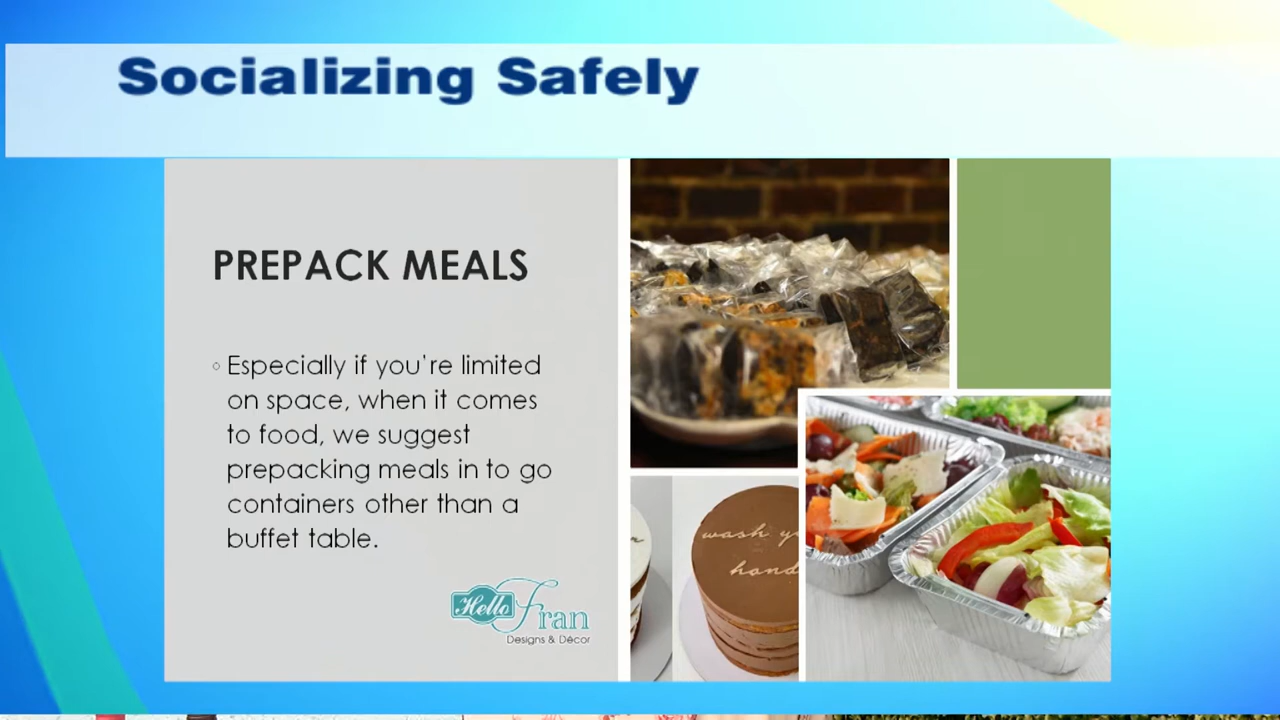 Socializing Safely
PREPACK MEALS
Especially if you're limited
on space, when it comes
to food, we suggest
prepacking meals in to go
containers other than a
buffet table.
Hello Fran
Designs & Décor
wash
hand